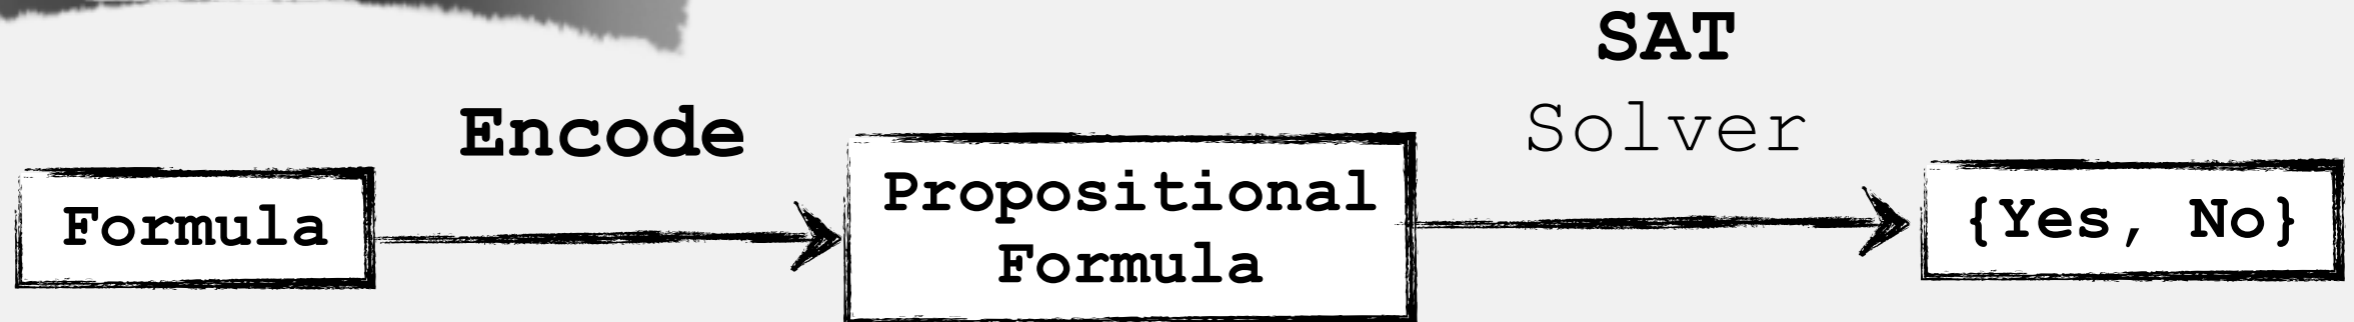 Formula
Encode
Propositional
Formula
SAT
Solver
{Yes, No}